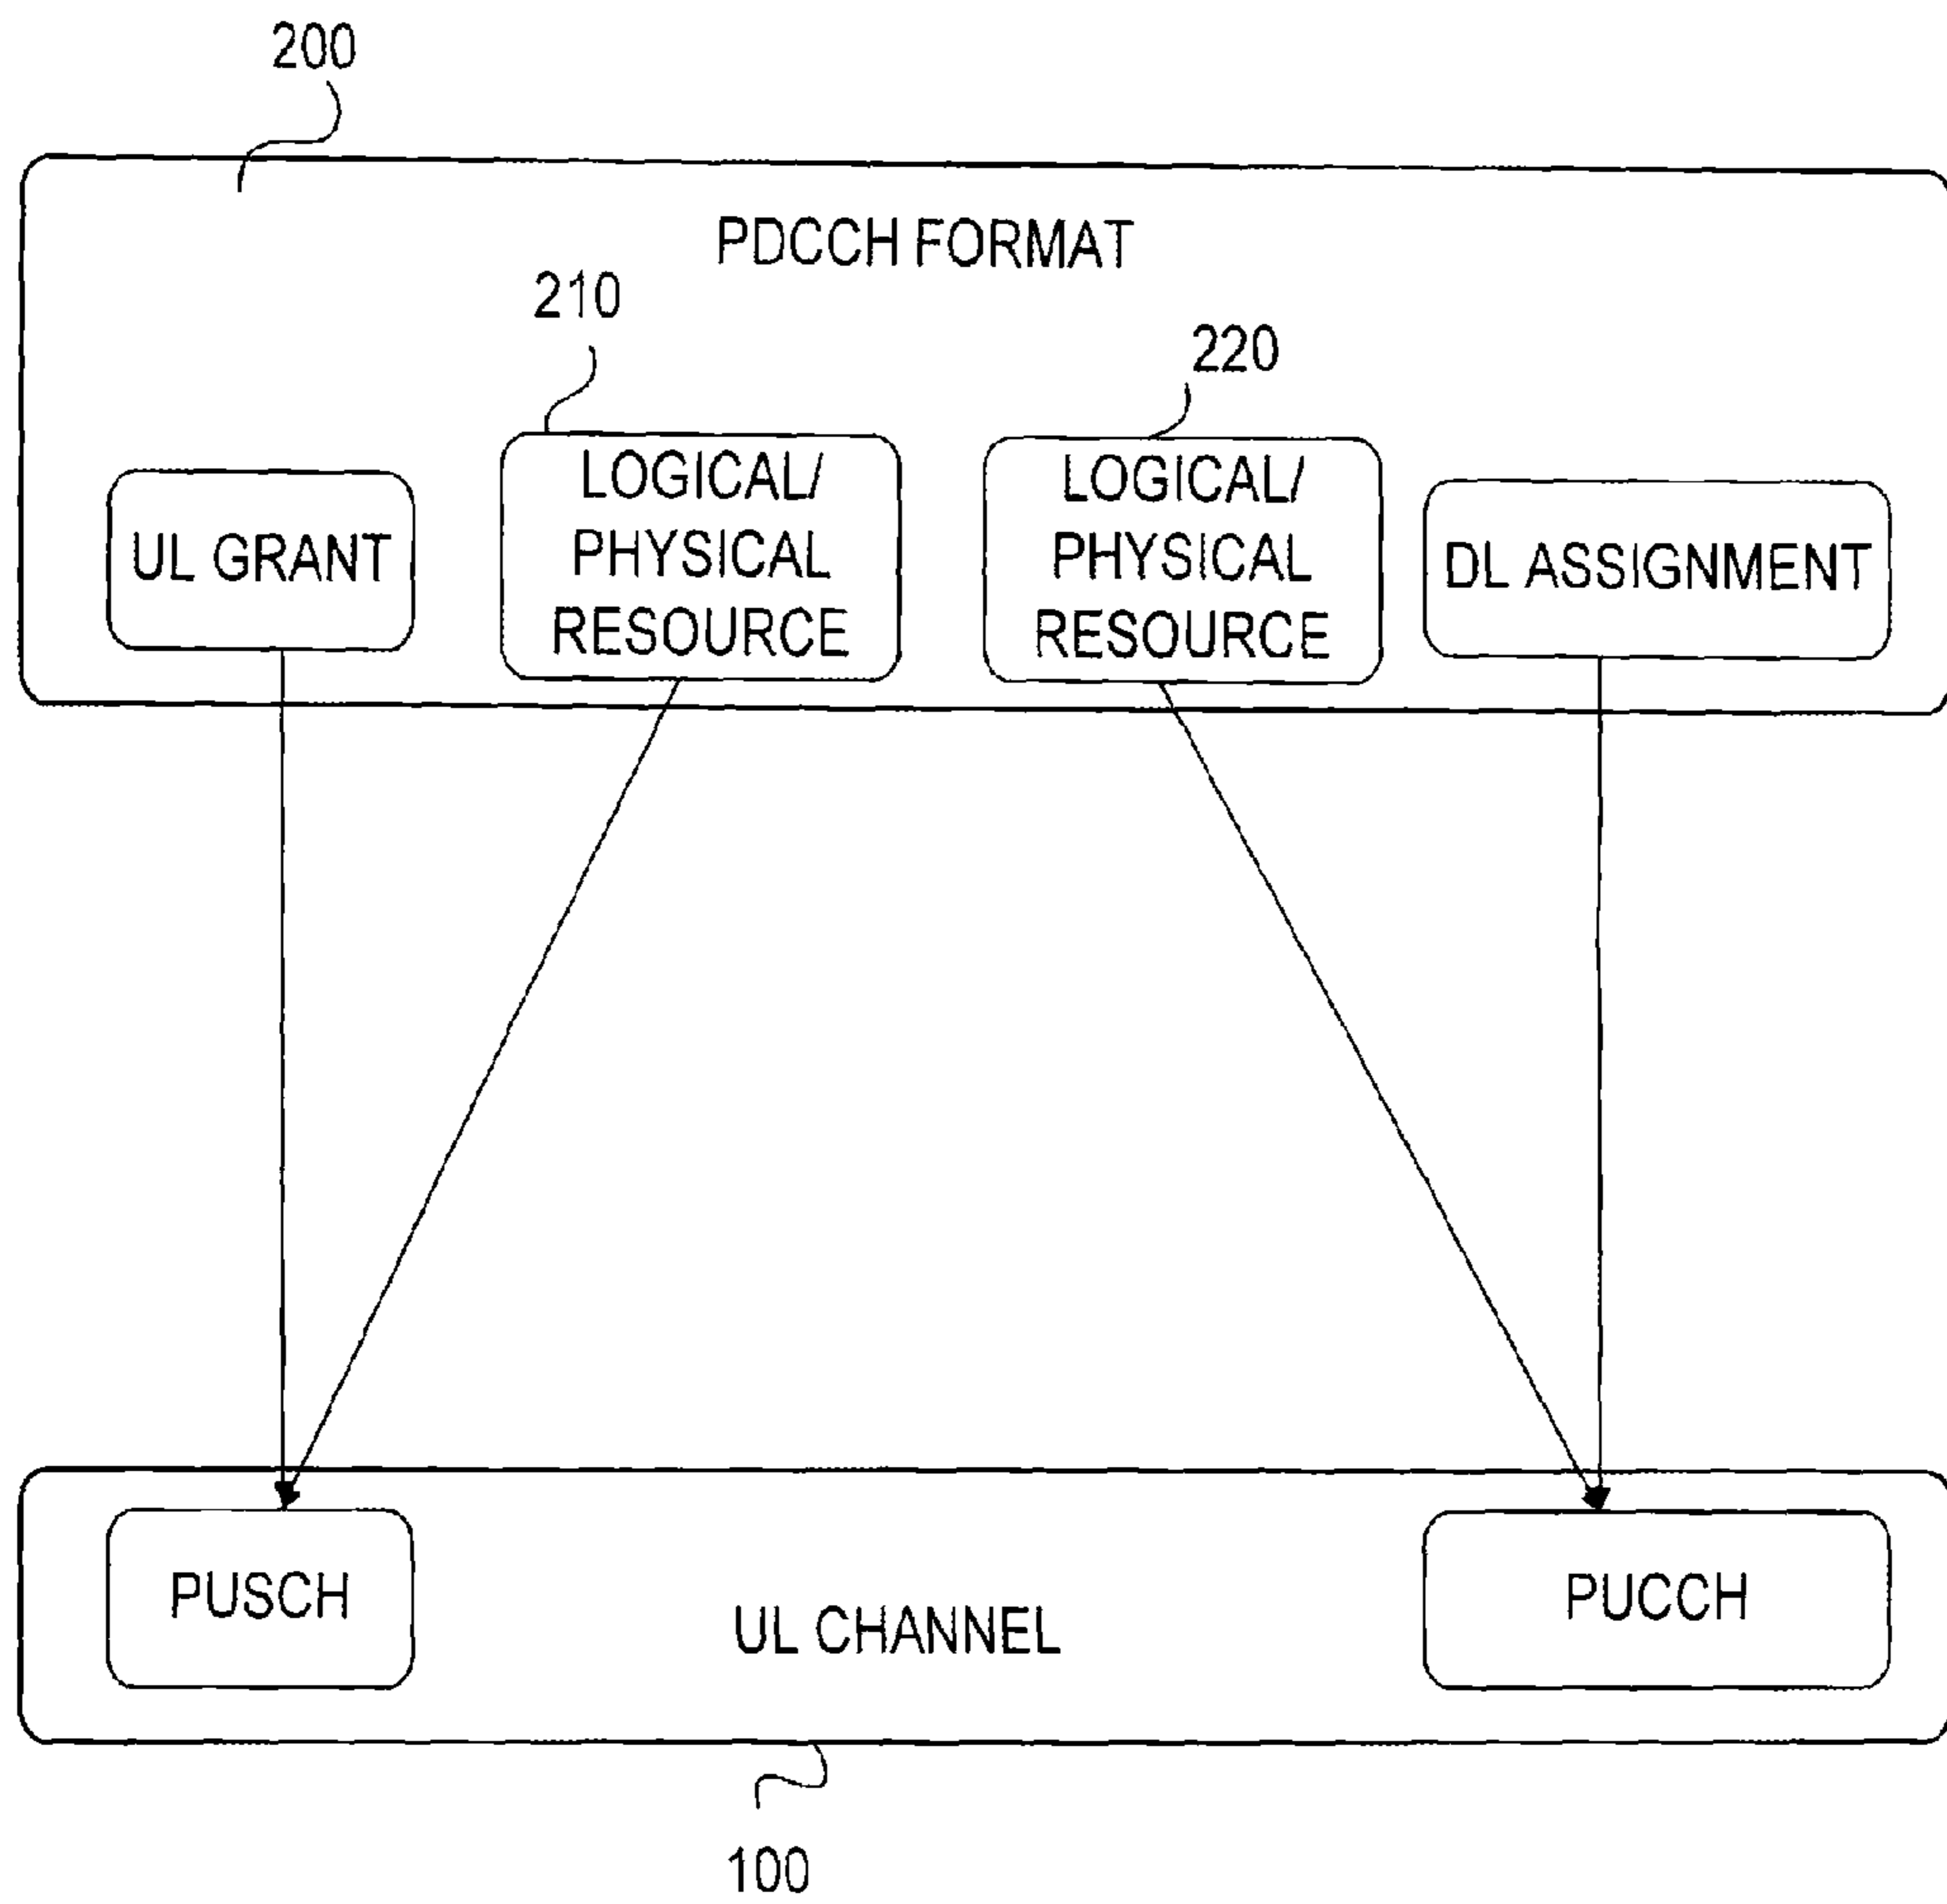 200
PDCCH FORMAT
210
220
UL GRANT
LOGICAL/
PHYSICAL
RESOURCE
LOGICAL/
PHYSICAL
RESOURCE
DL ASSIGNMENT
PUSCH
UL CHANNEL
PUCCH
100